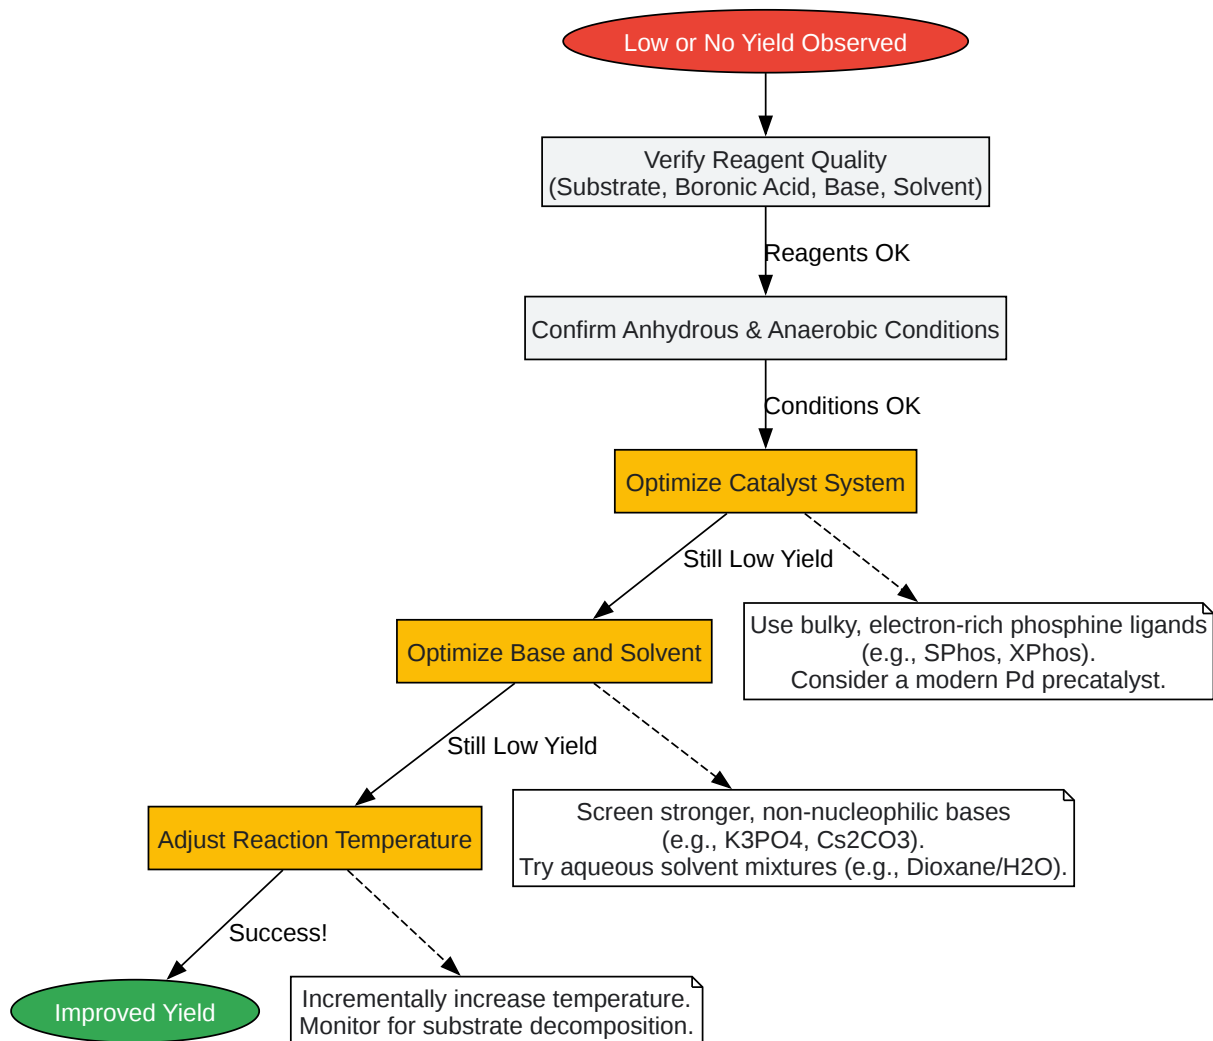 Low or No Yield Observed
Verify Reagent Quality
(Substrate, Boronic Acid, Base, Solvent)
Reagents OK
Confirm Anhydrous & Anaerobic Conditions
Conditions OK
Optimize Catalyst System
Still Low Yield
Use bulky, electron-rich phosphine ligands
(e.g., SPhos, XPhos).
Consider a modern Pd precatalyst.
Optimize Base and Solvent
Still Low Yield
Screen stronger, non-nucleophilic bases
(e.g., K3PO4, Cs2CO3).
Try aqueous solvent mixtures (e.g., Dioxane/H2O).
Adjust Reaction Temperature
Success!
Incrementally increase temperature.
Monitor for substrate decomposition.
Improved Yield